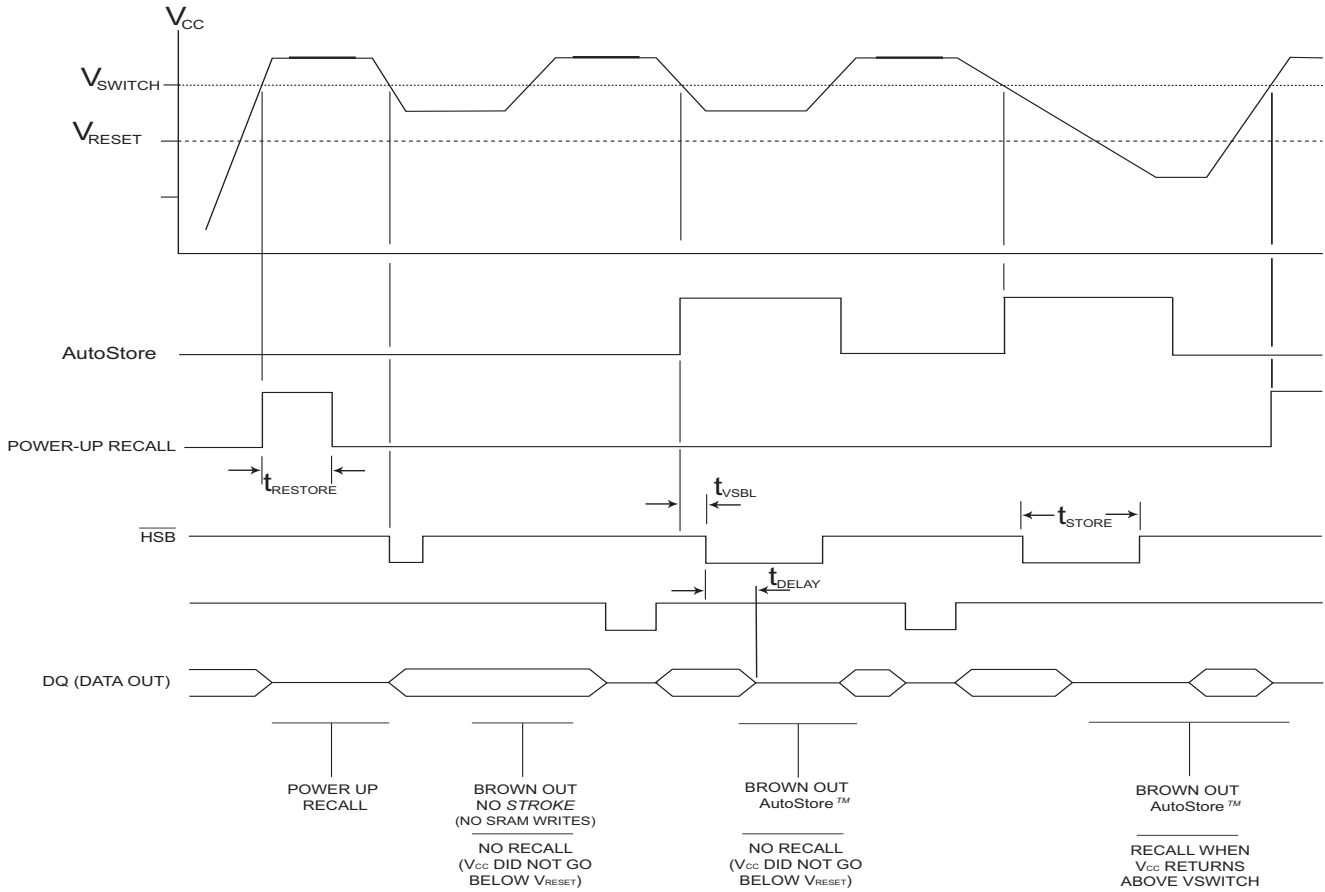 VCC
VSWITCH
VRESET
AutoStore
POWER-UP RECALL
tRESTORE
tVSBL
HSB
tSTORE
tDELAY
DQ (DATA OUT)
POWER UP
RECALL
BROWN OUT
NO STROKE
(NO SRAM WRITES)
NO RECALL
(VCC DID NOT GO
BELOW VRESET)
BROWN OUT
AutoStore™
NO RECALL
(VCC DID NOT GO
BELOW VRESET)
BROWN OUT
AutoStore™
RECALL WHEN
VCC RETURNS
ABOVE VSWITCH